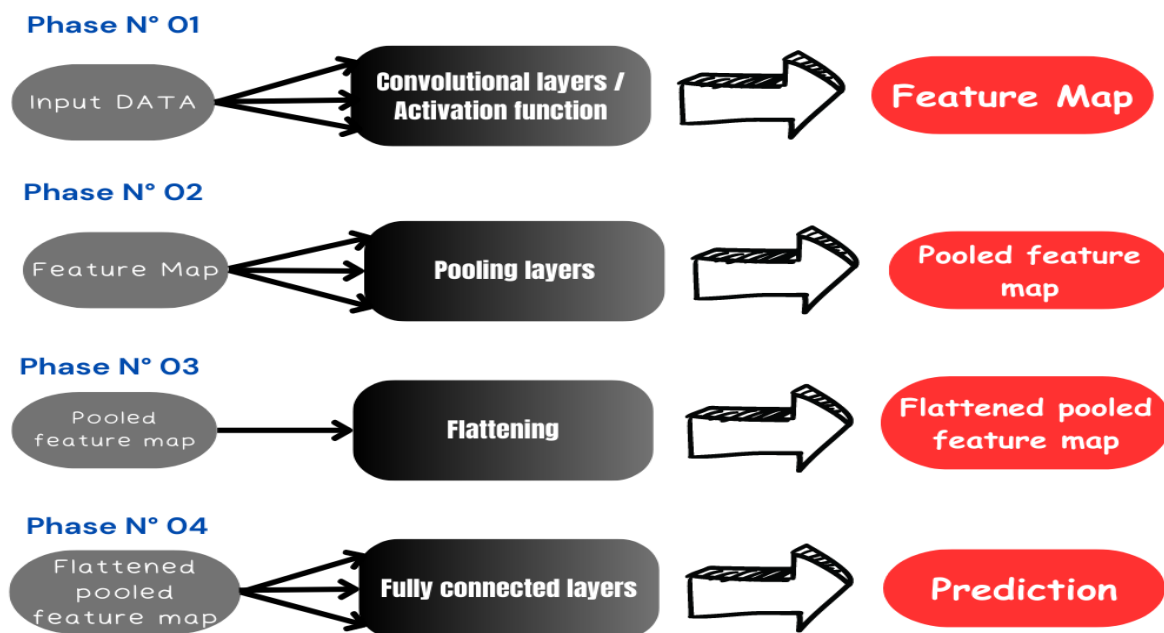 Phase N° 01
Input DATA
Convolutional layers /
Activation function
Feature Map
Phase N° 02
Feature Map
Pooling layers
Pooled feature
map
Phase N° 03
Pooled
feature map
Flattening
Flattened pooled
feature map
Phase N° 04
Flattened
pooled
feature map
Fully connected layers
Prediction